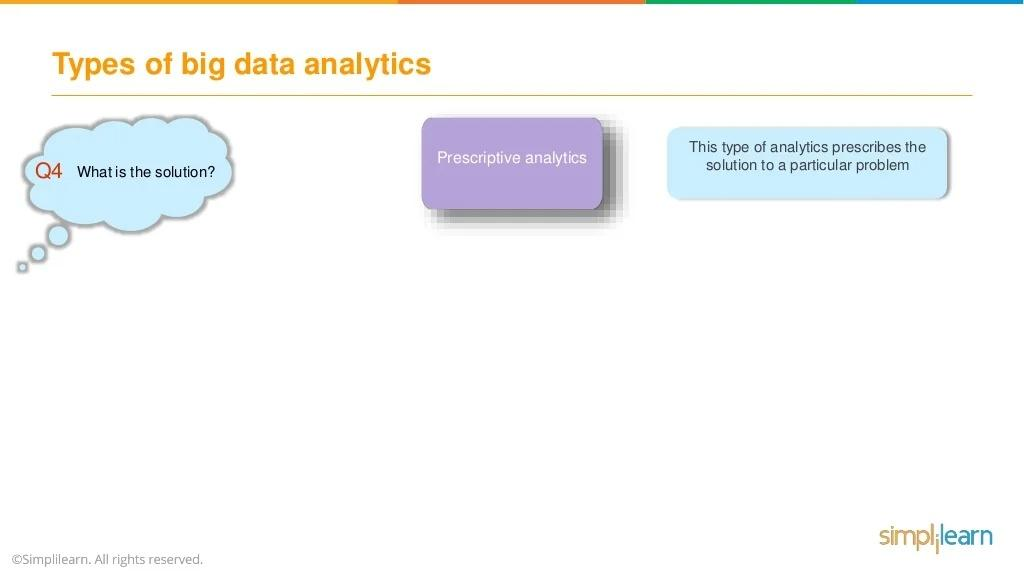 Types of big data analytics
Q4 What is the solution?
Prescriptive analytics
This type of analytics prescribes the
solution to a particular problem
simplilearn
©Simplilearn. All rights reserved.